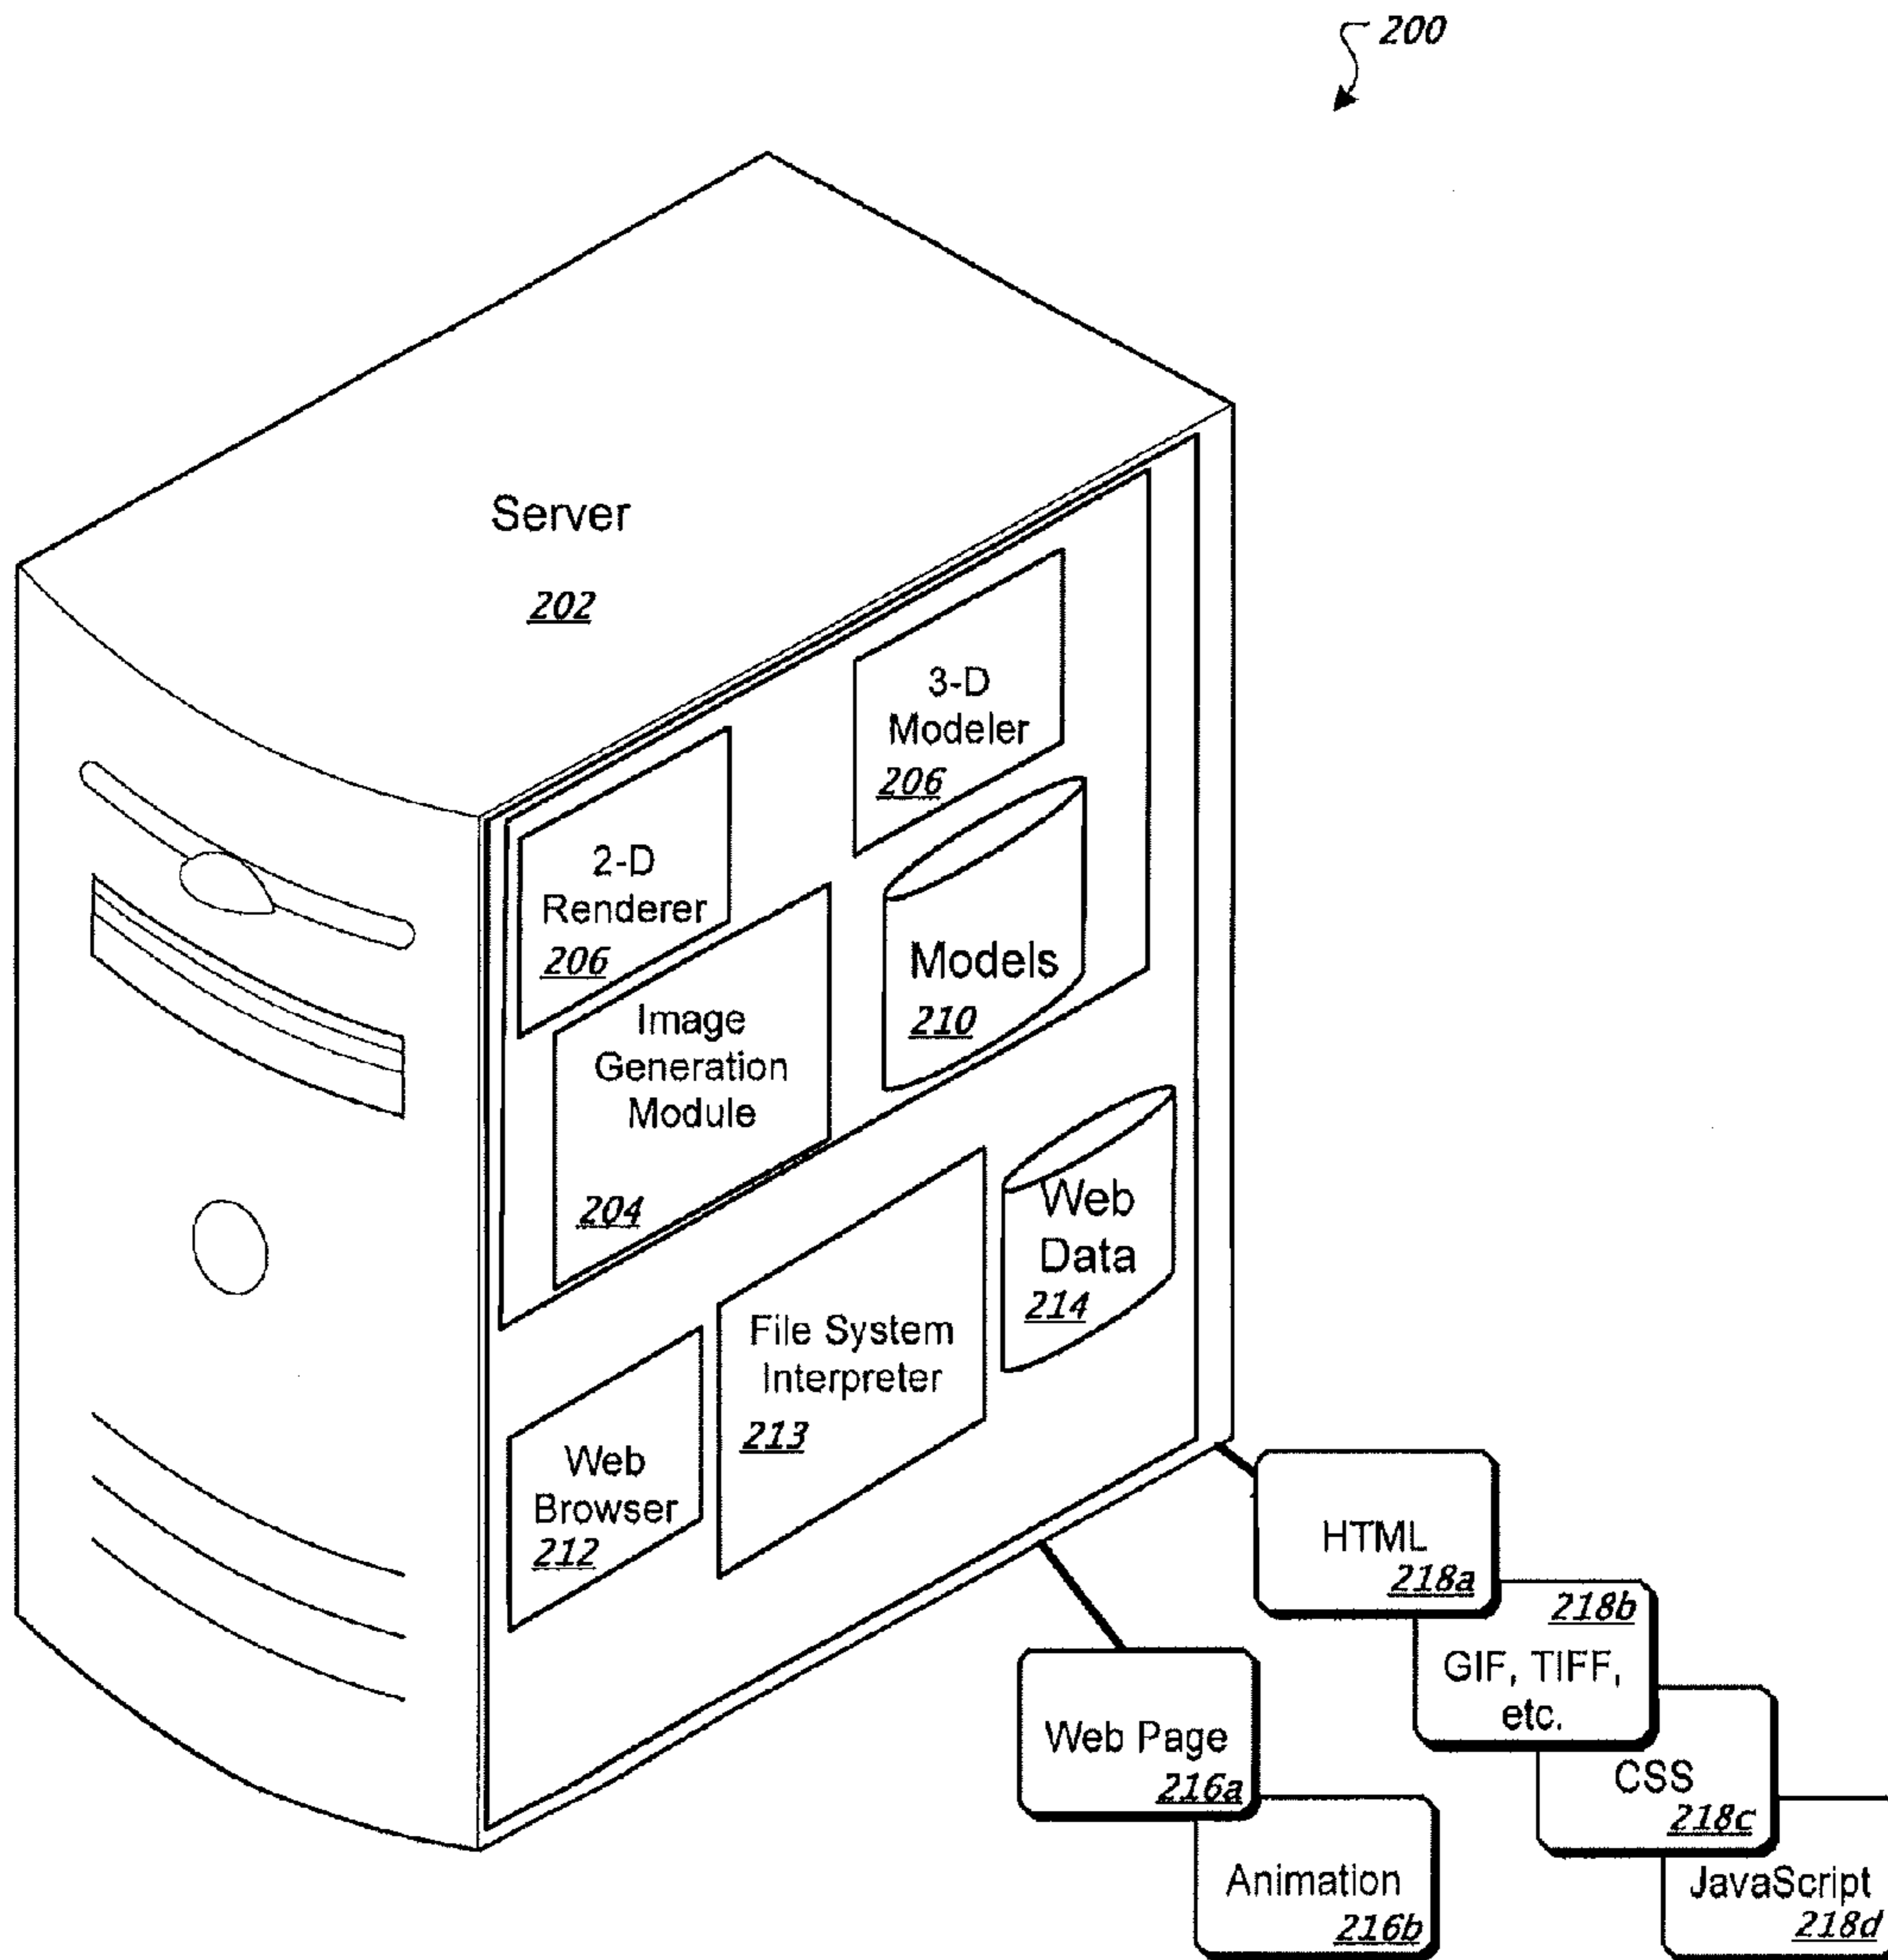 200
Server
202
3-D
Modeler
206
2-D
Renderer
206
Models
210
Image
Generation
Module
204
Web
Data
214
File System
Interpreter
213
Web
Browser
212
HTML
218a
218b
GIF, TIFF,
etc.
Web Page
216a
CSS
218c
Animation
216b
JavaScript
218d